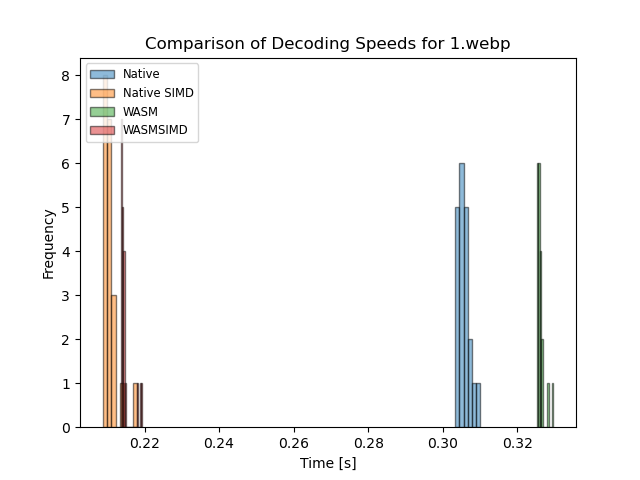 Comparison of Decoding Speeds for 1.webp
8
7
6
5
4
3
2
1
0
Frequency
Native
Native SIMD
WASM
WASMSIMD
0.22 0.24 0.26 0.28 0.30 0.32
Time [s]